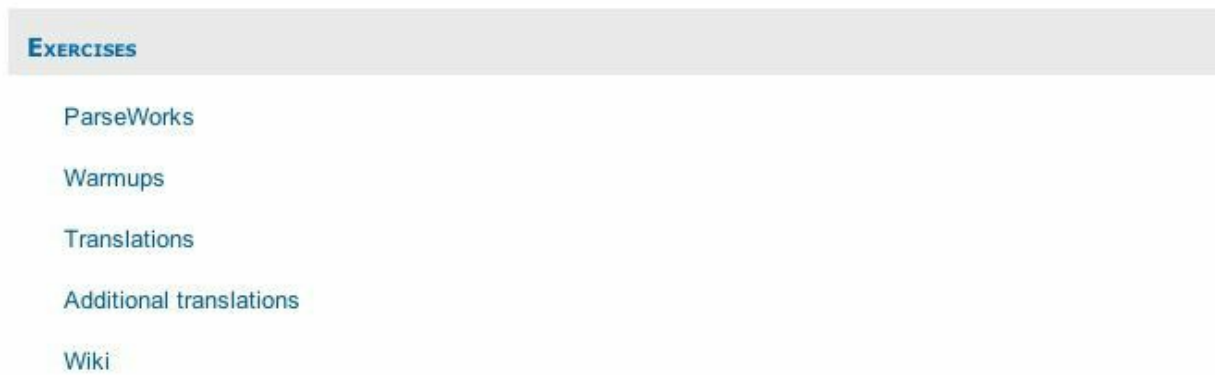 Exercises
ParseWorks
Warmups
Translations
Additional translations
Wiki